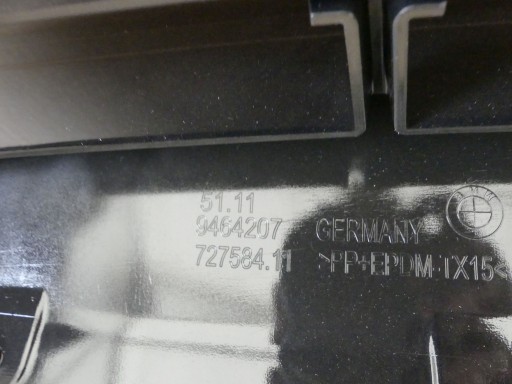 51.11
9464207 GERMANY
727584.11 >PP+EPDM-TX15<